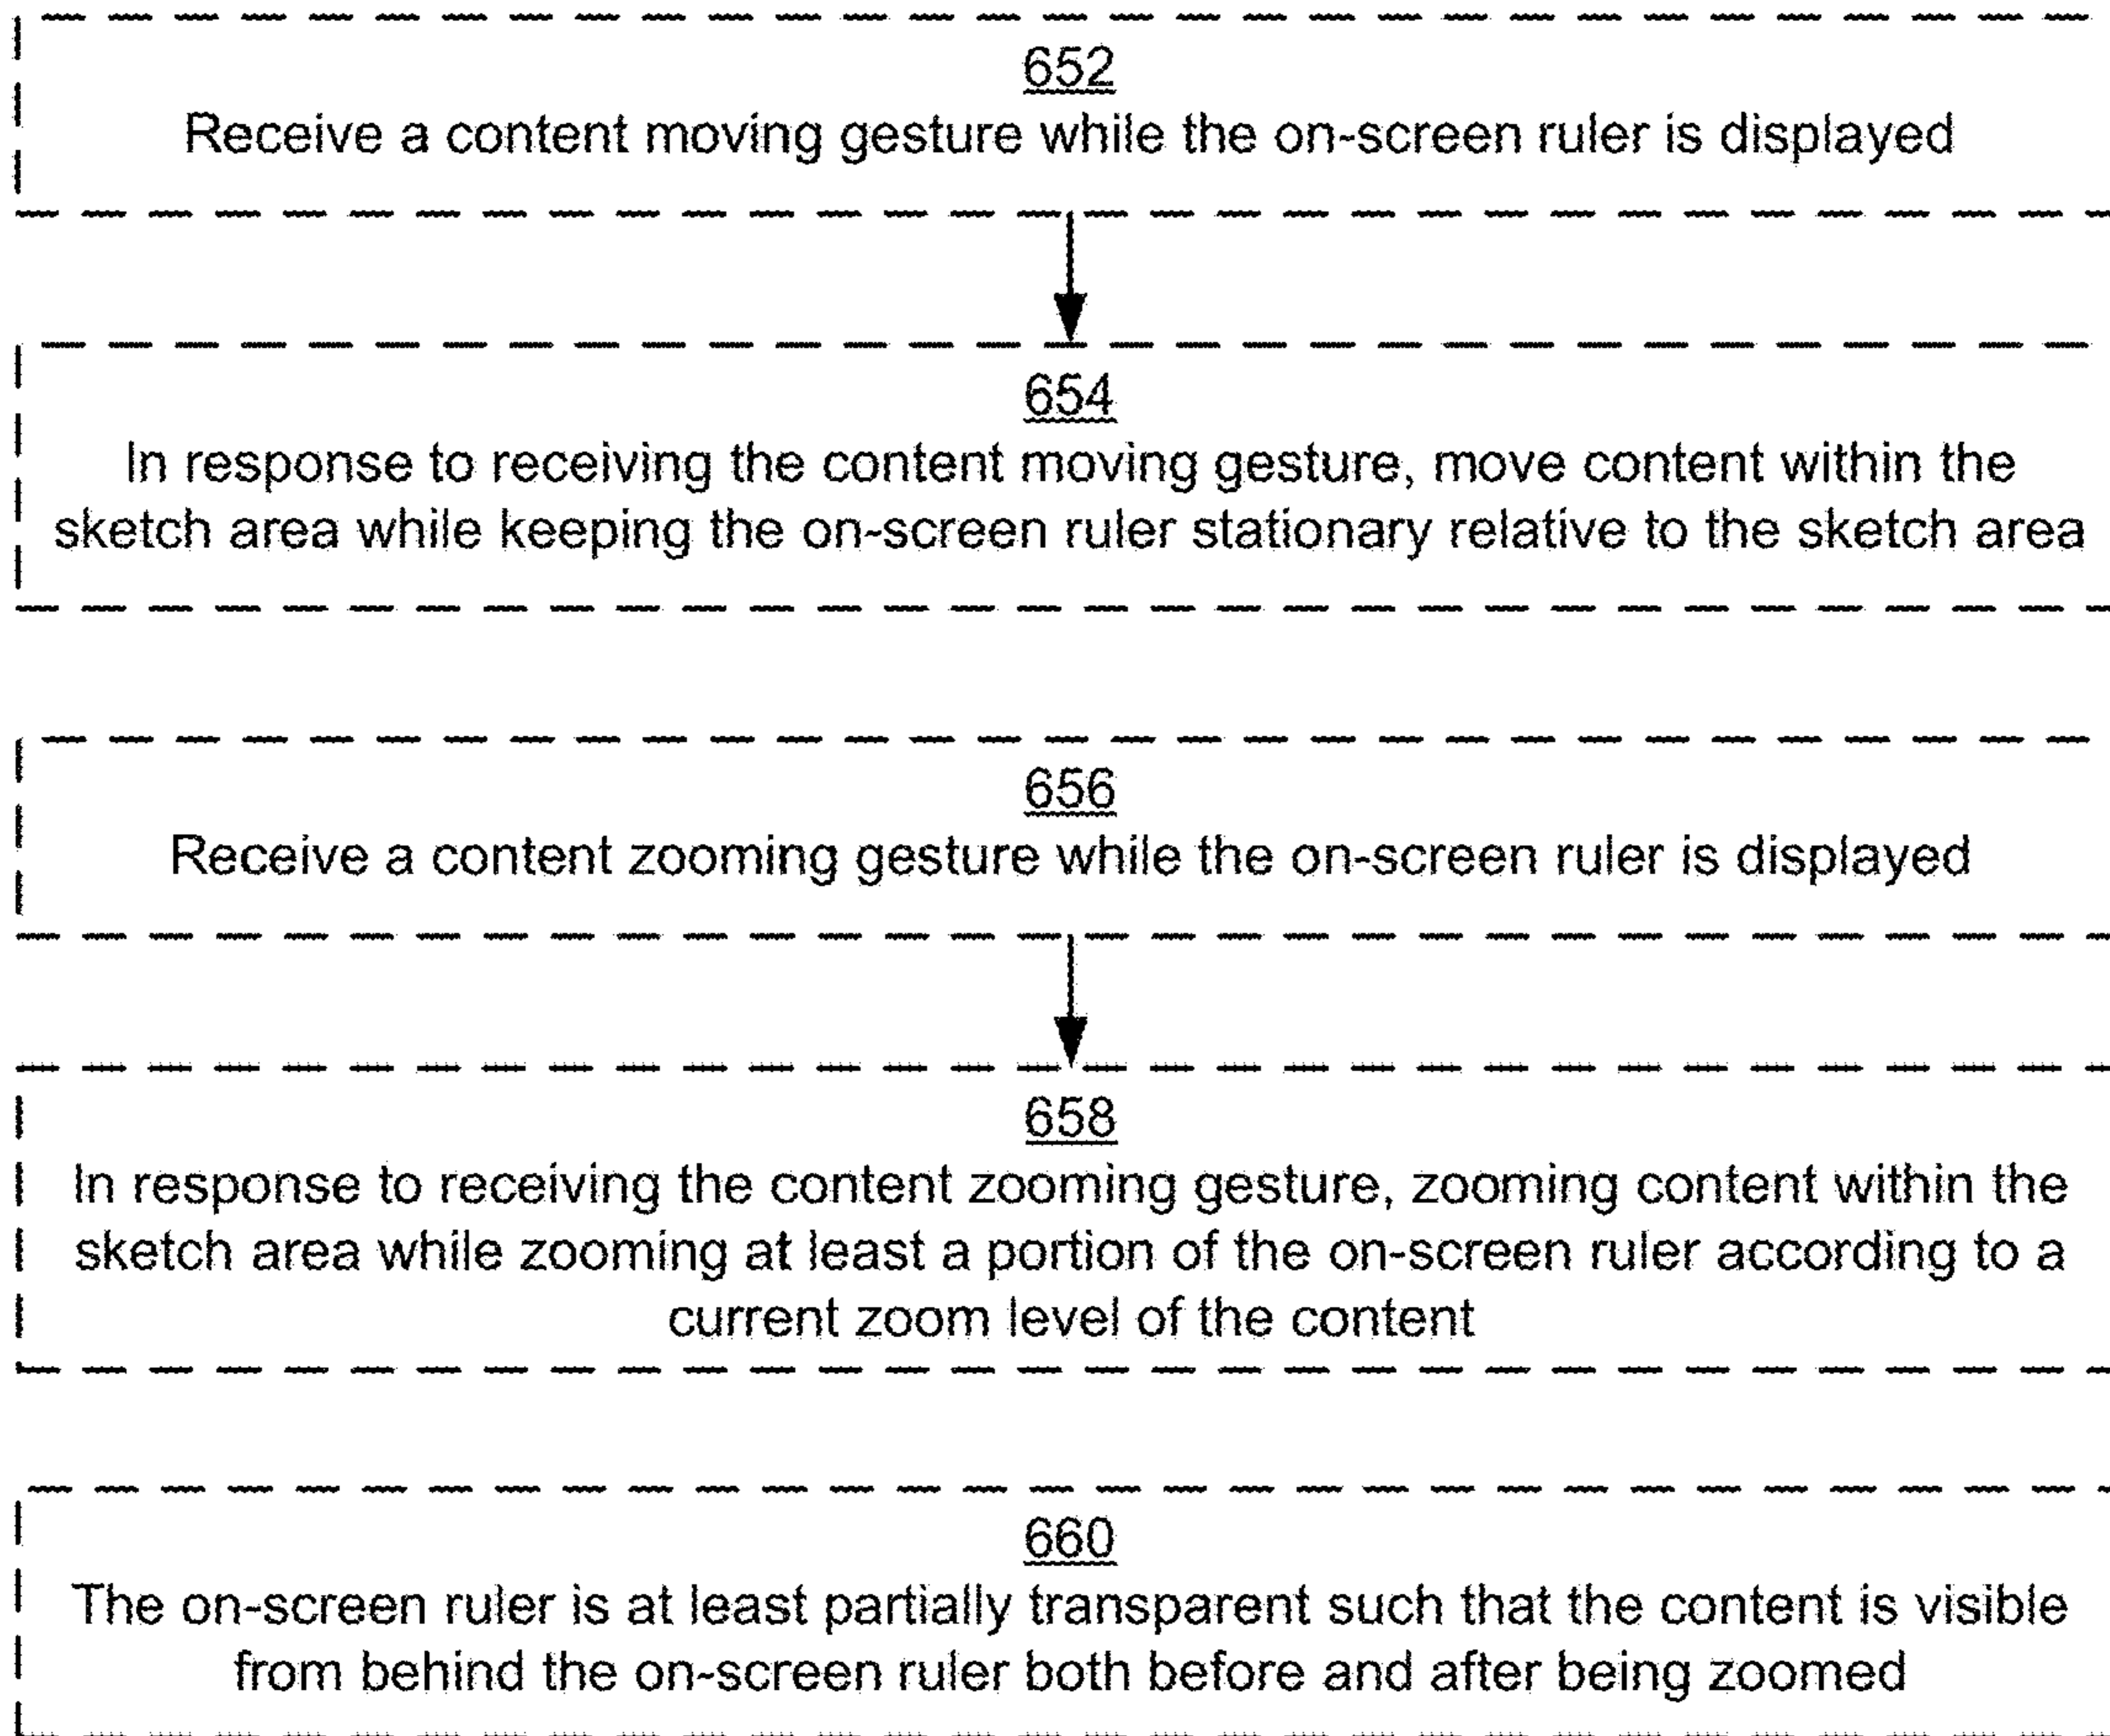 652
Receive a content moving gesture while the on-screen ruler is displayed
654
In response to receiving the content moving gesture, move content within the
sketch area while keeping the on-screen ruler stationary relative to the sketch area
656
Receive a content zooming gesture while the on-screen ruler is displayed
658
In response to receiving the content zooming gesture, zooming content within the
sketch area while zooming at least a portion of the on-screen ruler according to a
current zoom level of the content
660
The on-screen ruler is at least partially transparent such that the content is visible
from behind the on-screen ruler both before and after being zoomed